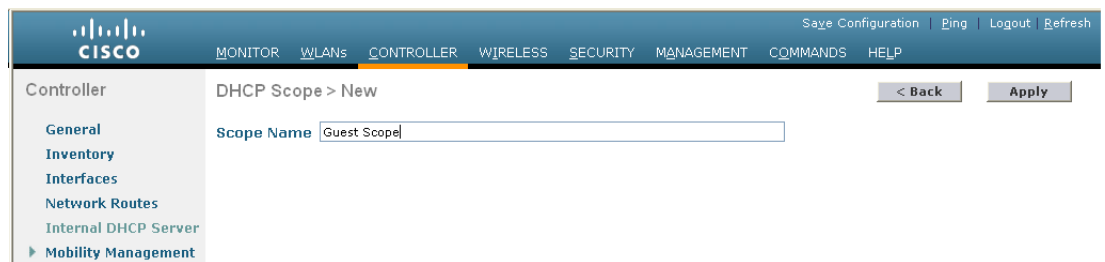 Save Configuration | Ping | Logout | Refresh
CISCO
MONITOR WLANs CONTROLLER WIRELESS SECURITY MANAGEMENT COMMANDS HELP
Controller
DHCP Scope > New
< Back
Apply
General
Scope Name Guest Scope
Inventory
Interfaces
Network Routes
Internal DHCP Server
Mobility Management